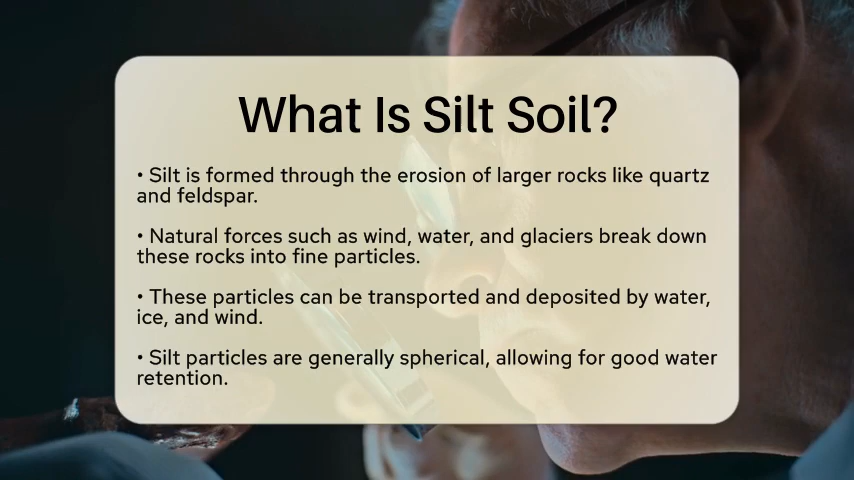 What Is Silt Soil?
• Silt is formed through the erosion of larger rocks like quartz
and feldspar.
• Natural forces such as wind, water, and glaciers break down
these rocks into fine particles.
• These particles can be transported and deposited by water,
ice, and wind.
• Silt particles are generally spherical, allowing for good water
retention.